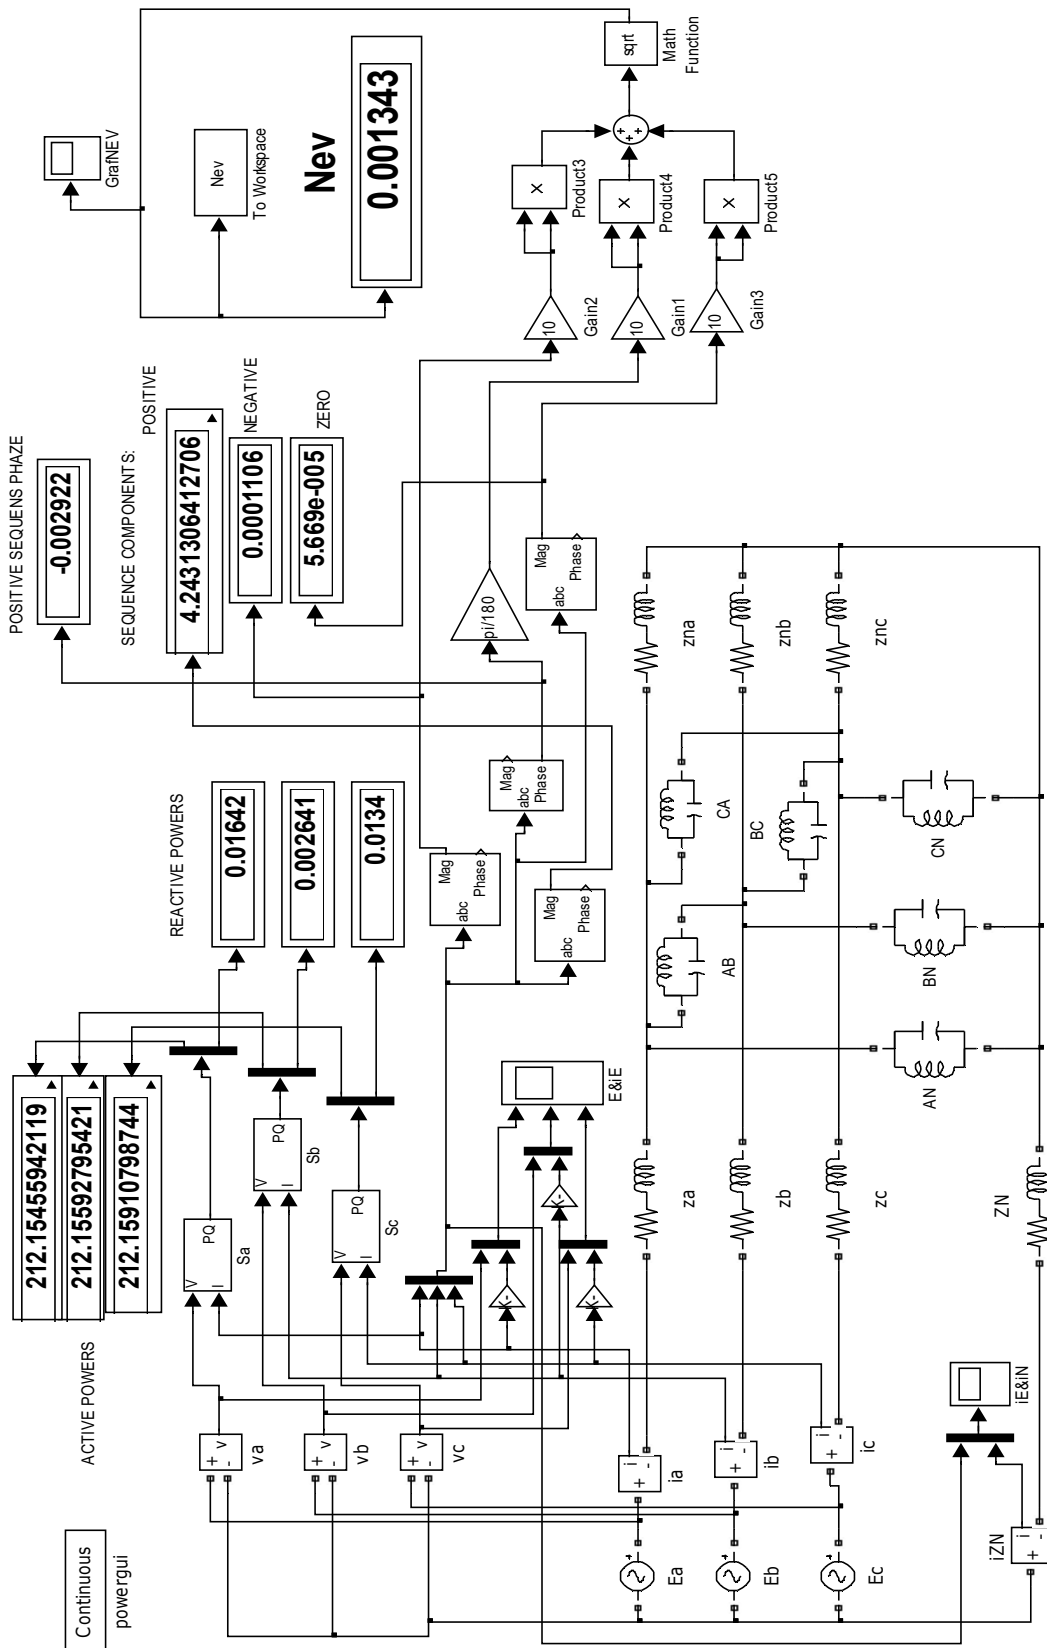 Continuous
powergui
ACTIVE POWERS
212.15455942119
212.15592795421
212.15910798744
REACTIVE POWERS
0.01642
0.002641
0.0134
POSITIVE SEQUENS PHAZE
-0.002922
SEQUENCE COMPONENTS:
POSITIVE
4.2431306412706
NEGATIVE
0.0001106
ZERO
5.669e-005
GrafNEV
Nev
To Workspace
Nev
0.001343
+ v
-
va
+ v
-
vb
+ v
-
vc
V
I
PQ
Sa
V
I
PQ
Sb
V
I
PQ
Sc
K-
K-
K-
E&iE
abc
Mag
Phase
abc
Mag
Phase
abc
Mag
Phase
abc
Mag
Phase
pi/180
10
Gain2
10
Gain1
10
Gain3
X
Product3
X
Product4
X
Product5
+
+
+
sqrt
Math
Function
+
Ea
+
Eb
+
Ec
+ i
-
ia
+ i
-
ib
+ i
-
ic
za
zb
zc
AB
CA
BC
zna
znb
znc
AN
BN
CN
iE&iN
+ i
-
iZN
ZN